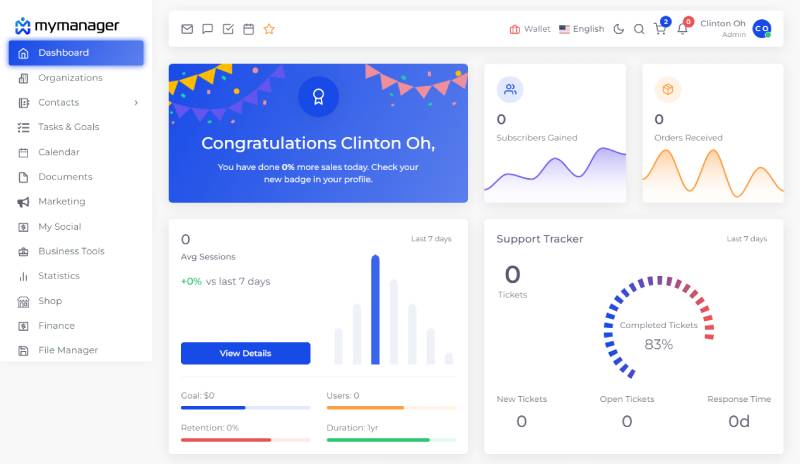 mymanager
Dashboard
Organizations
Contacts
Tasks & Goals
Calendar
Documents
Marketing
My Social
Business Tools
Statistics
Shop
Finance
File Manager
Wallet
English
2
0
Clinton Oh
Admin
C O
Congratulations Clinton Oh,
You have done 0% more sales today. Check your
new badge in your profile.
0
Subscribers Gained
0
Orders Received
0
Last 7 days
Avg Sessions
+0% vs last 7 days
View Details
Goal: $0
Users: 0
Retention: 0%
Duration: 1yr
Support Tracker
Last 7 days
0
Tickets
Completed Tickets
83%
New Tickets
Open Tickets
Response Time
0
0
0d